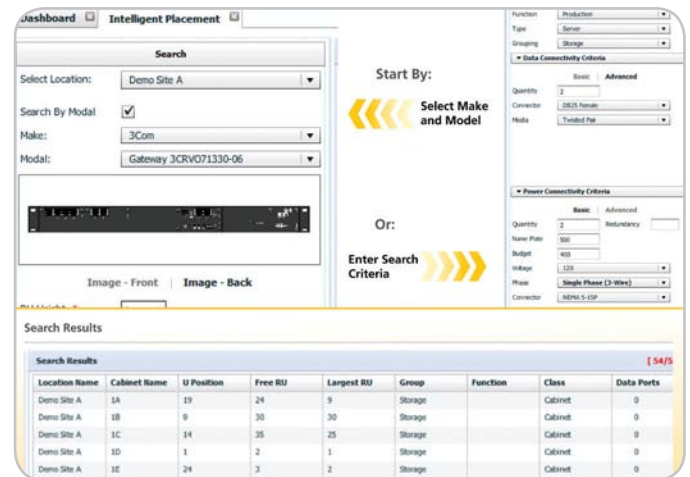 Dashboard Intelligent Placement
Search
Select Location: Demo Site A
Search By Modal
Make: 3Com
Modal: Gateway 3CRVO71330-06
Image - Front | Image - Back
RU Height *
Start By:
Select Make
and Model
Or:
Enter Search
Criteria
Function Production
Type Server
Grouping Storage
Data Connectivity Criteria
Basic | Advanced
Quantity 2
Connector DB25 Female
Media Twisted Pair
Power Connectivity Criteria
Basic | Advanced
Quantity 2 Redundancy
Name Plate 500
Budget 400
Voltage 120
Phase Single Phase (3-Wire)
Connector NEMA 5-15P
Search Results
Search Results [ 54/5
Location Name Cabinet Name U Position Free RU Largest RU Group Function Class Data Ports
Demo Site A 1A 19 24 9 Storage Cabinet 0
Demo Site A 1B 9 30 30 Storage Cabinet 0
Demo Site A 1C 14 35 25 Storage Cabinet 0
Demo Site A 1D 1 2 1 Storage Cabinet 0
Demo Site A 1E 24 3 2 Storage Cabinet 0